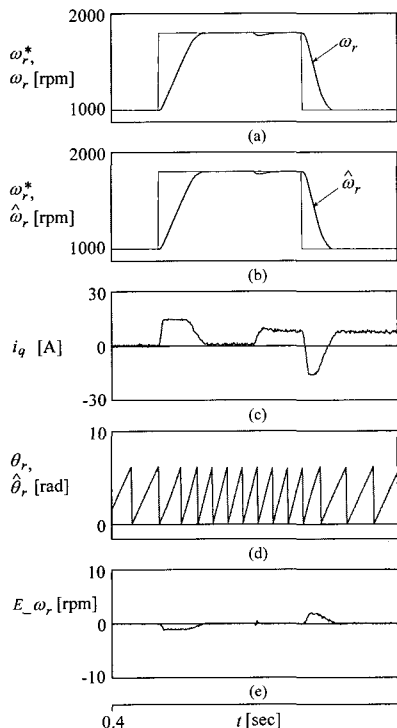 2000
ω_r^*,
ω_r [rpm]
1000
ω_r
(a)
2000
ω_r^*,
ω̂_r [rpm]
1000
ω̂_r
(b)
30
i_q [A]
0
-30
(c)
10
θ_r,
θ̂_r [rad]
0
(d)
10
E_ω_r [rpm]
0
-10
(e)
0.4
t [sec]